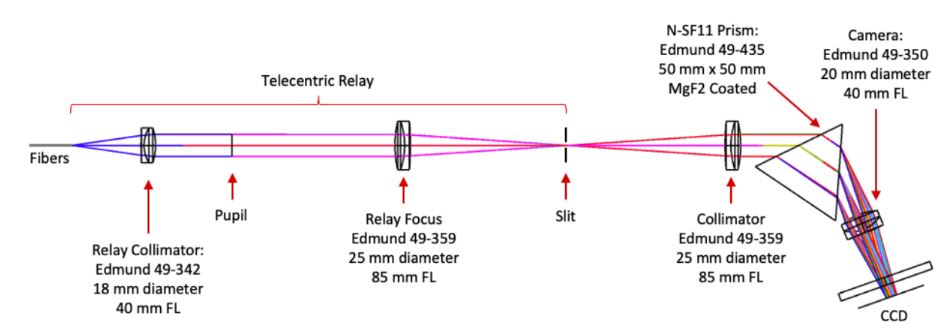 N-SF11 Prism:
Edmund 49-435
50 mm x 50 mm
MgF2 Coated
Camera:
Edmund 49-350
20 mm diameter
40 mm FL
Telecentric Relay
Fibers
Pupil
Slit
Relay Collimator:
Edmund 49-342
18 mm diameter
40 mm FL
Relay Focus
Edmund 49-359
25 mm diameter
85 mm FL
Collimator
Edmund 49-359
25 mm diameter
85 mm FL
CCD